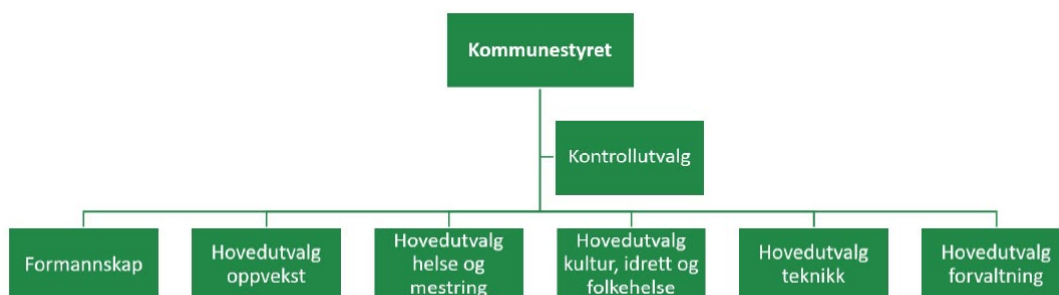 Kommunestyret
Kontrollutvalg
Formannskap
Hovedutvalg
oppvekst
Hovedutvalg
helse og
mestring
Hovedutvalg
kultur, idrett og
folkehelse
Hovedutvalg
teknikk
Hovedutvalg
forvaltning